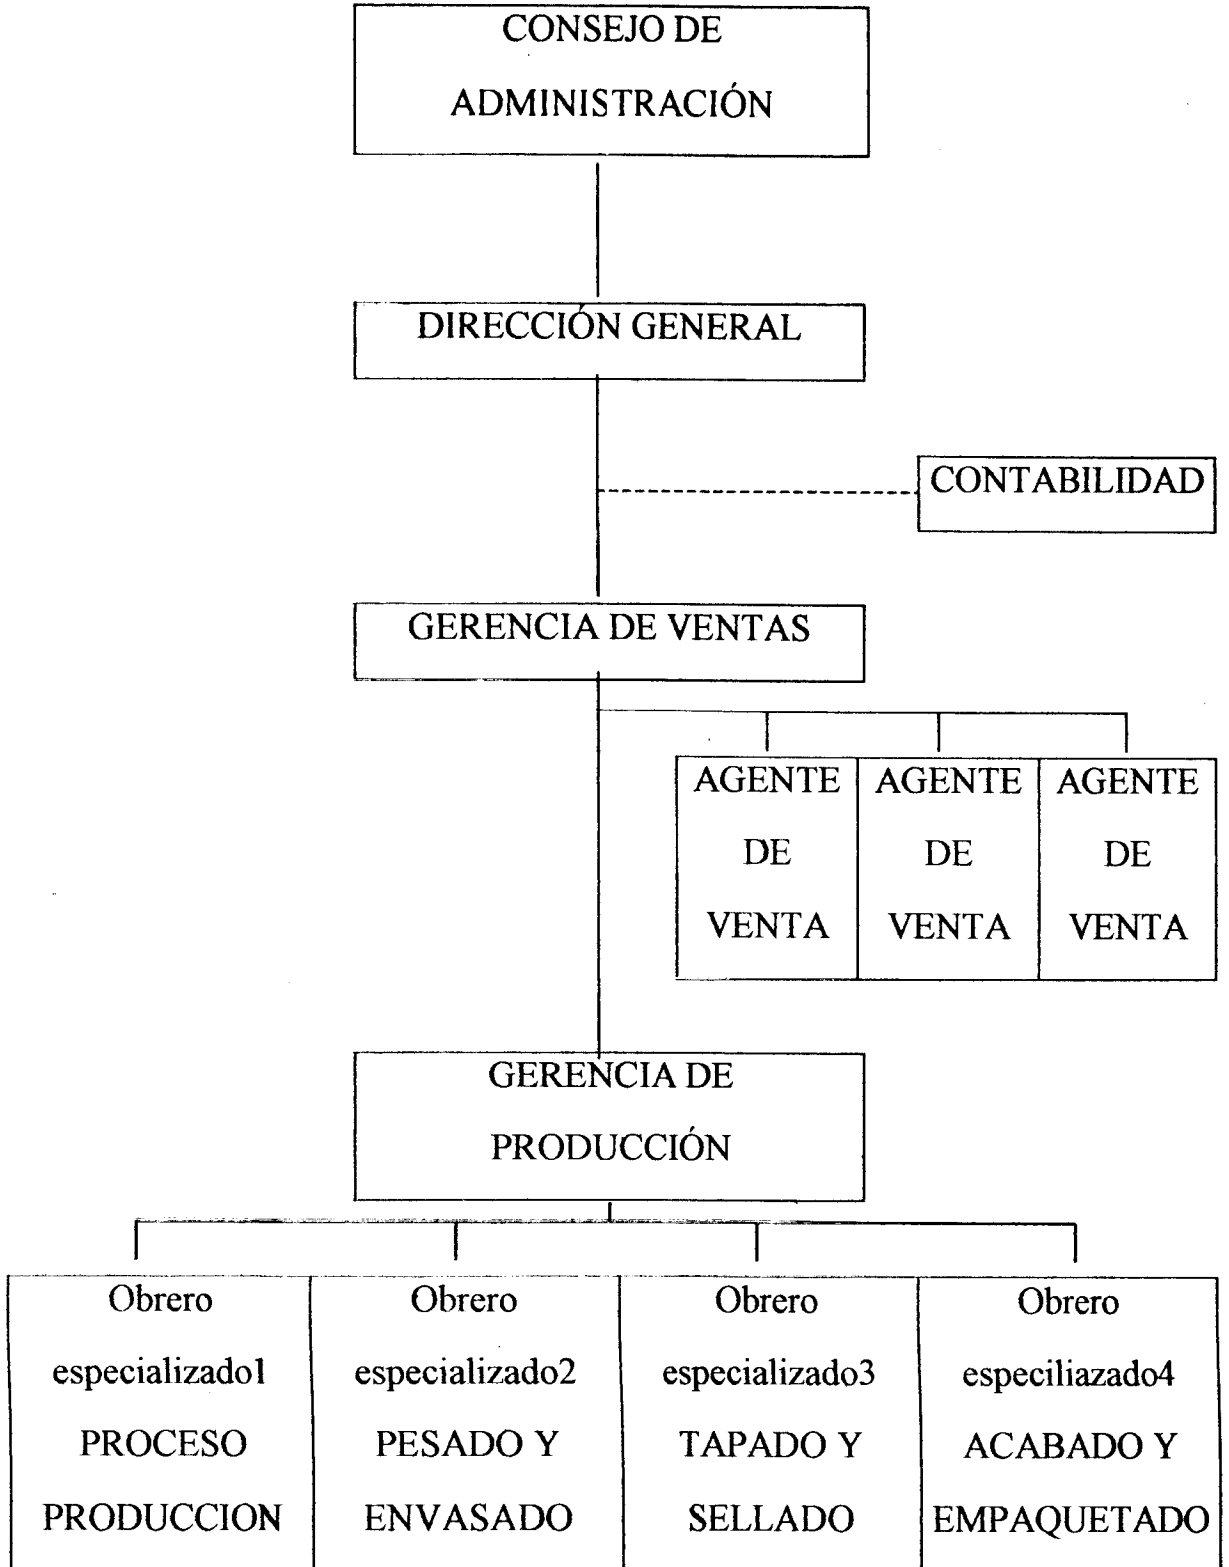 CONSEJO DE
ADMINISTRACIÓN
DIRECCIÓN GENERAL
CONTABILIDAD
GERENCIA DE VENTAS
AGENTE
DE
VENTA
AGENTE
DE
VENTA
AGENTE
DE
VENTA
GERENCIA DE
PRODUCCIÓN
Obrero
especializado1
PROCESO
PRODUCCION
Obrero
especializado2
PESADO Y
ENVASADO
Obrero
especializado3
TAPADO Y
SELLADO
Obrero
especiliazado4
ACABADO Y
EMPAQUETADO